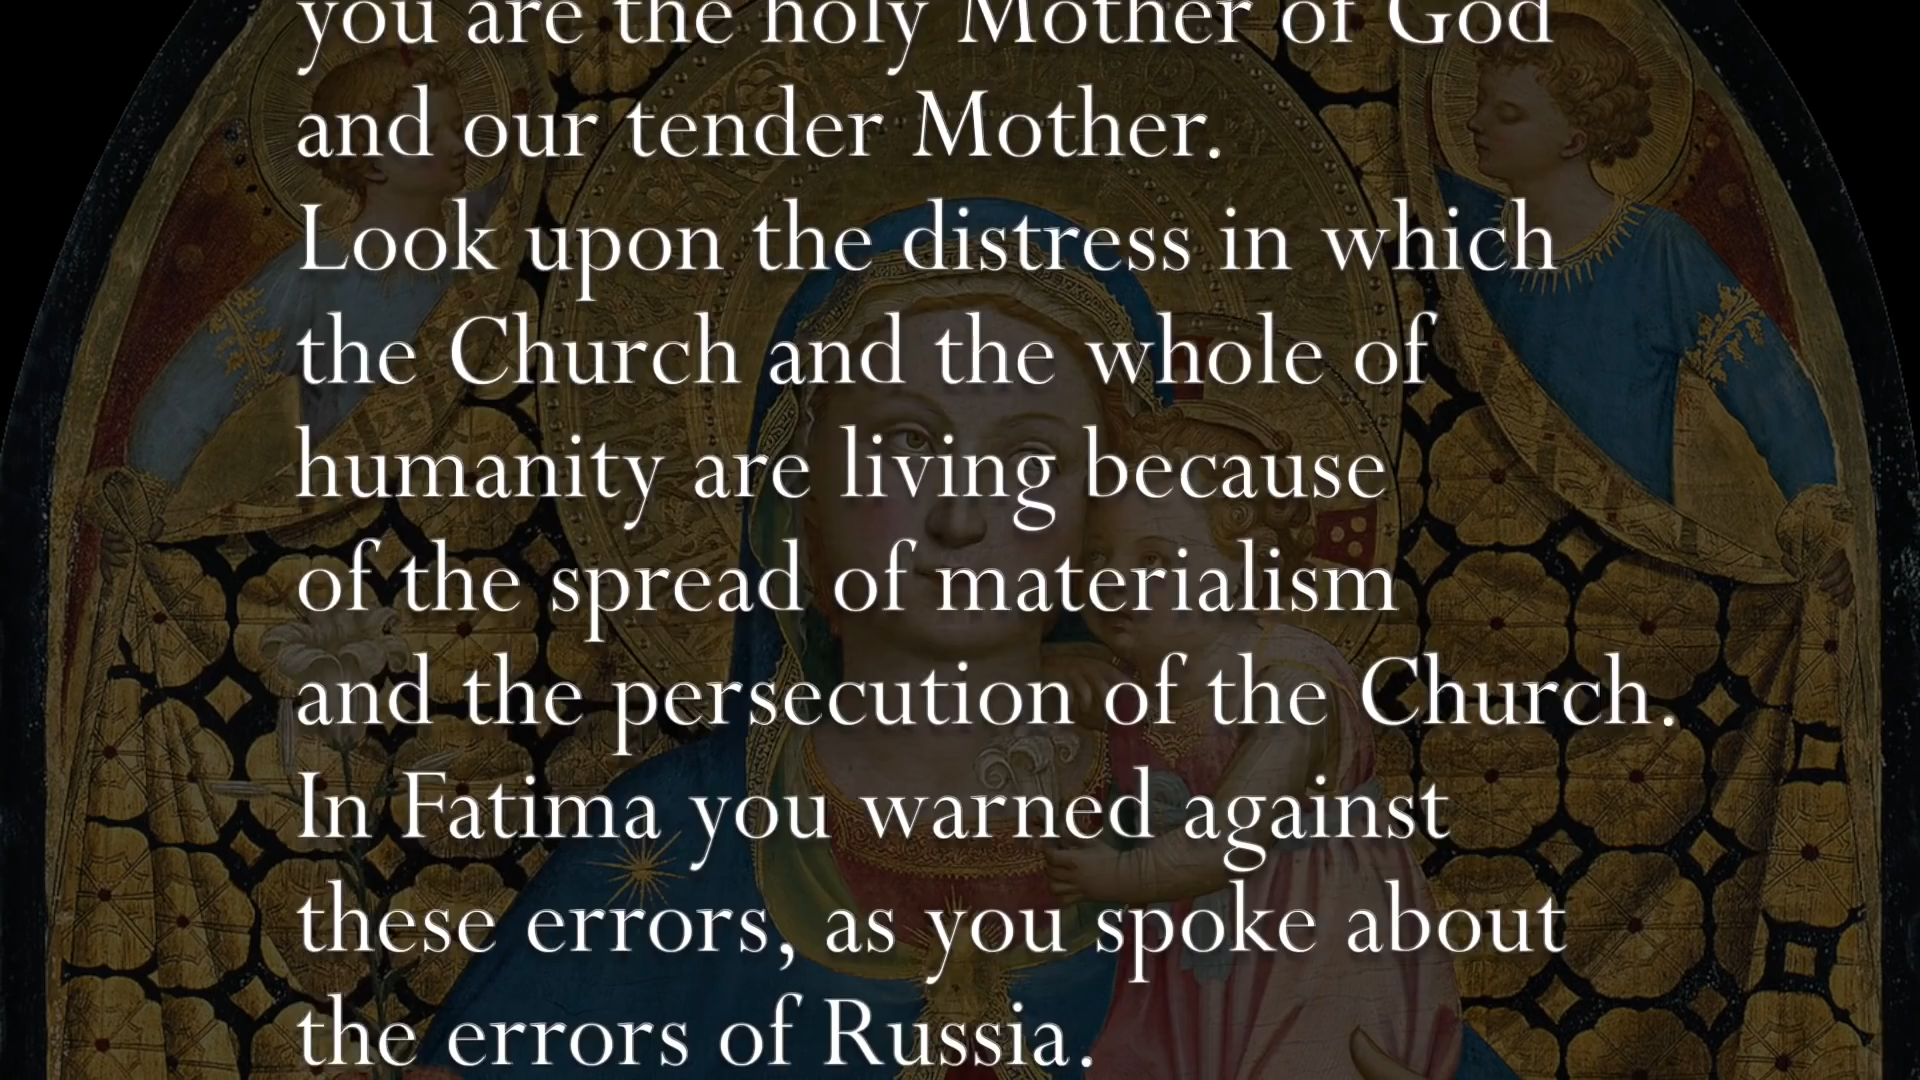 you are the holy Mother of God
and our tender Mother.
Look upon the distress in which
the Church and the whole of
humanity are living because
of the spread of materialism
and the persecution of the Church.
In Fatima you warned against
these errors, as you spoke about
the errors of Russia.